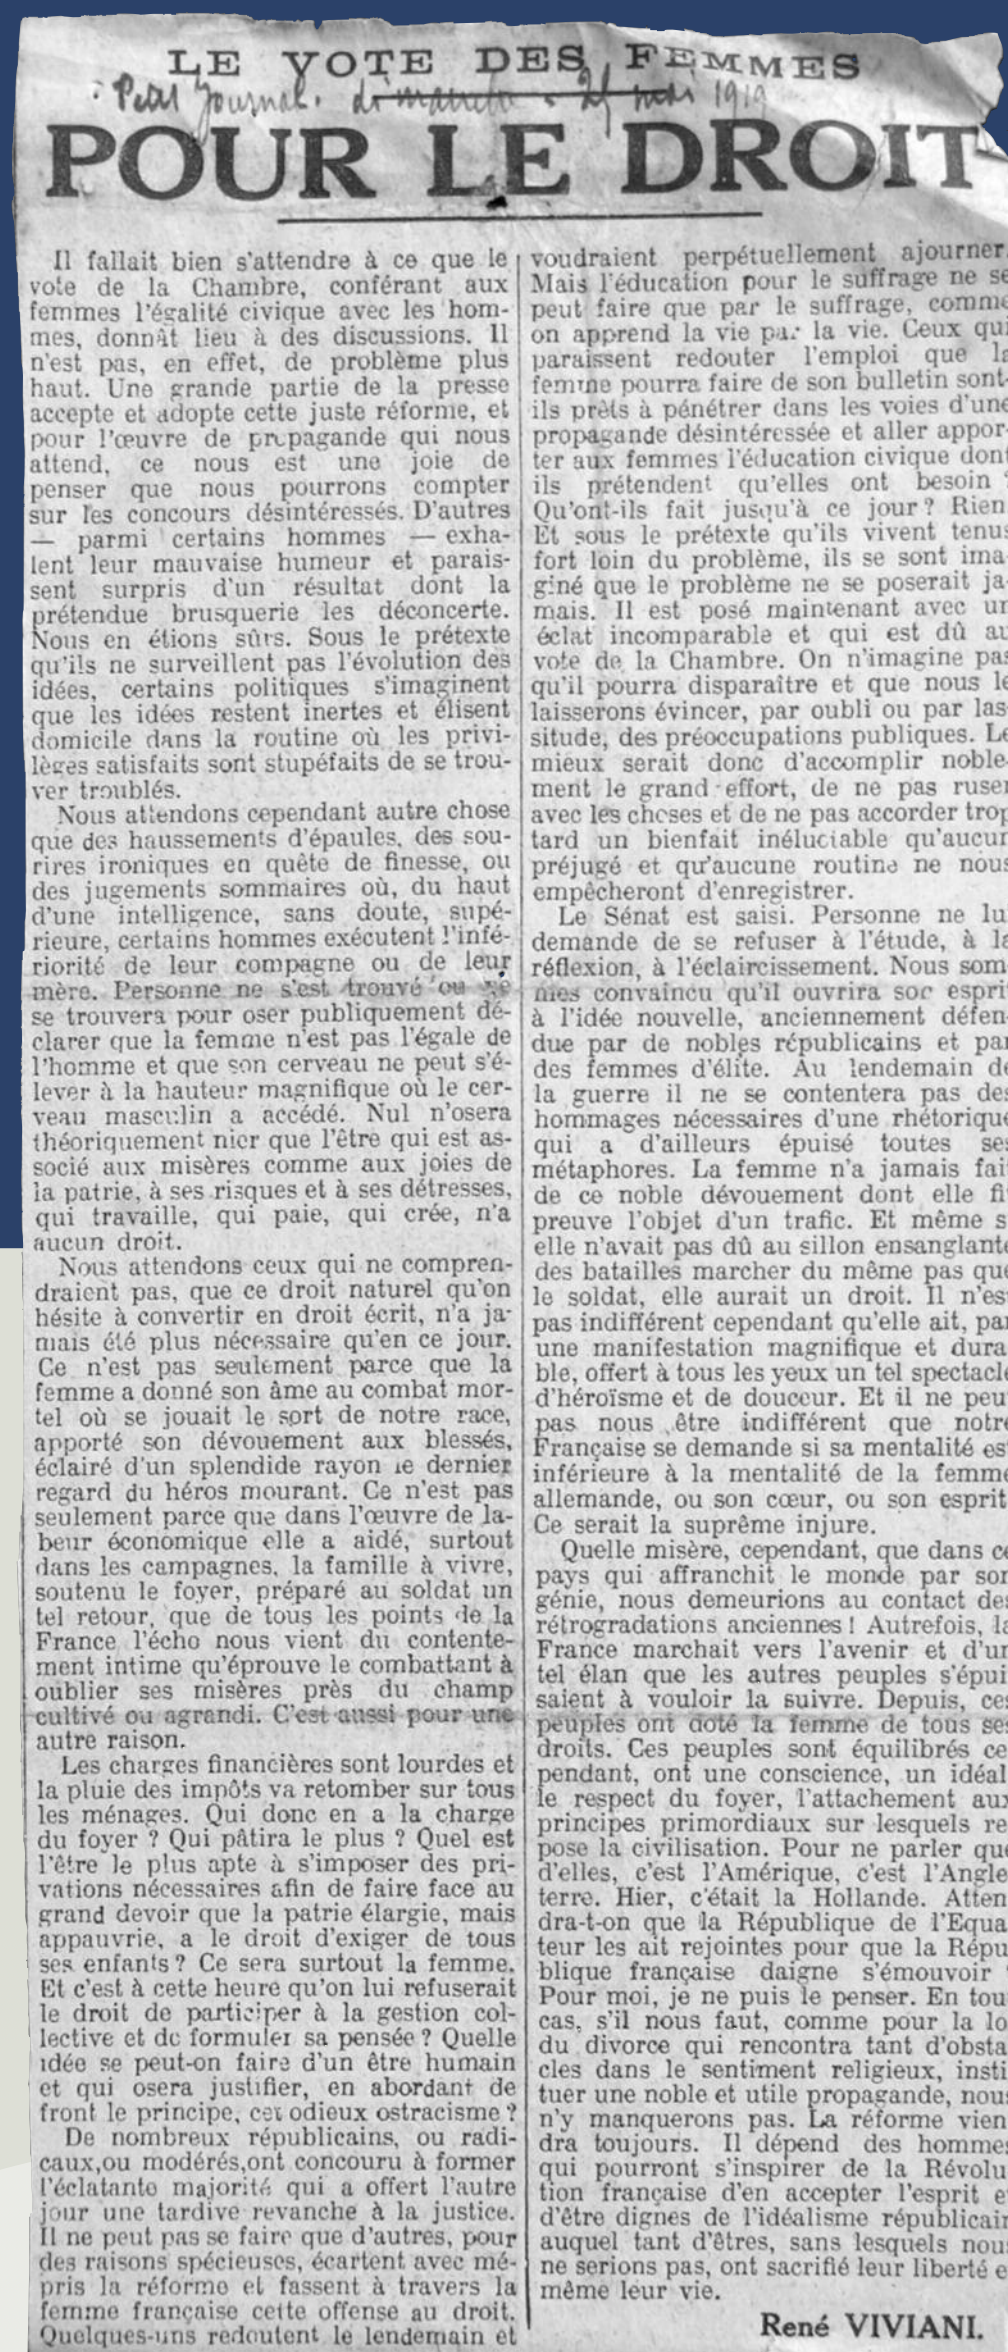 LE VOTE DES FEMMES
Petit Journal. dimanche 25 mai 1919
POUR LE DROIT
Il fallait bien s'attendre à ce que le
vote de la Chambre, conférant aux
femmes l'égalité civique avec les hom-
mes, donnât lieu à des discussions. Il
n'est pas, en effet, de problème plus
haut. Une grande partie de la presse
accepte et adopte cette juste réforme, et
pour l'œuvre de propagande qui nous
attend, ce nous est une joie de
penser que nous pourrons compter
sur les concours désintéressés. D'autres
— parmi certains hommes — exha-
lent leur mauvaise humeur et parais-
sent surpris d'un résultat dont la
prétendue brusquerie les déconcerte.
Nous en étions sûrs. Sous le prétexte
qu'ils ne surveillent pas l'évolution des
idées, certains politiques s'imaginent
que les idées restent inertes et élisent
domicile dans la routine où les privi-
lèges satisfaits sont stupéfaits de se trou-
ver troublés.
Nous attendons cependant autre chose
que des haussements d'épaules, des sou-
rires ironiques en quête de finesse, ou
des jugements sommaires où, du haut
d'une intelligence, sans doute, supé-
rieure, certains hommes exécutent l'infé-
riorité de leur compagne ou de leur
mère. Personne ne s'est trouvé ou ne
se trouvera pour oser publiquement dé-
clarer que la femme n'est pas l'égale de
l'homme et que son cerveau ne peut s'é-
lever à la hauteur magnifique où le cer-
veau masculin a accédé. Nul n'osera
théoriquement nier que l'être qui est as-
socié aux misères comme aux joies de
la patrie, à ses risques et à ses détresses,
qui travaille, qui paie, qui crée, n'a
aucun droit.
Nous attendons ceux qui ne compren-
draient pas, que ce droit naturel qu'on
hésite à convertir en droit écrit, n'a ja-
mais été plus nécessaire qu'en ce jour.
Ce n'est pas seulement parce que la
femme a donné son âme au combat mor-
tel où se jouait le sort de notre race,
apporté son dévouement aux blessés,
éclairé d'un splendide rayon le dernier
regard du héros mourant. Ce n'est pas
seulement parce que dans l'œuvre de la-
beur économique elle a aidé, surtout
dans les campagnes, la famille à vivre,
soutenu le foyer, préparé au soldat un
tel retour, que de tous les points de la
France l'écho nous vient du contente-
ment intime qu'éprouve le combattant à
oublier ses misères près du champ
cultivé ou agrandi. C'est aussi pour une
autre raison.
Les charges financières sont lourdes et
la pluie des impôts va retomber sur tous
les ménages. Qui donc en a la charge
du foyer ? Qui pâtira le plus ? Quel est
l'être le plus apte à s'imposer des pri-
vations nécessaires afin de faire face au
grand devoir que la patrie élargie, mais
appauvrie, a le droit d'exiger de tous
ses enfants ? Ce sera surtout la femme.
Et c'est à cette heure qu'on lui refuserait
le droit de participer à la gestion col-
lective et de formuler sa pensée ? Quelle
idée se peut-on faire d'un être humain
et qui osera justifier, en abordant de
front le principe, cet odieux ostracisme ?
De nombreux républicains, ou radi-
caux, ou modérés, ont concouru à former
l'éclatante majorité qui a offert l'autre
jour une tardive revanche à la justice.
Il ne peut pas se faire que d'autres, pour
des raisons spécieuses, écartent avec mé-
pris la réforme et fassent à travers la
femme française cette offense au droit.
Quelques-uns redoutent le lendemain et
voudraient perpétuellement ajourner.
Mais l'éducation pour le suffrage ne se
peut faire que par le suffrage, comme
on apprend la vie par la vie. Ceux qui
paraissent redouter l'emploi que la
femme pourra faire de son bulletin sont-
ils prêts à pénétrer dans les voies d'une
propagande désintéressée et aller appor-
ter aux femmes l'éducation civique dont
ils prétendent qu'elles ont besoin ?
Qu'ont-ils fait jusqu'à ce jour ? Rien
Et sous le prétexte qu'ils vivent tenus
fort loin du problème, ils se sont ima-
giné que le problème ne se poserait ja-
mais. Il est posé maintenant avec un
éclat incomparable et qui est dû au
vote de la Chambre. On n'imagine pas
qu'il pourra disparaître et que nous le
laisserons évincer, par oubli ou par las-
situde, des préoccupations publiques. Le
mieux serait donc d'accomplir noble-
ment le grand effort, de ne pas ruser
avec les choses et de ne pas accorder trop
tard un bienfait inéluctable qu'aucun
préjugé et qu'aucune routine ne nous
empêcheront d'enregistrer.
Le Sénat est saisi. Personne ne lui
demande de se refuser à l'étude, à la
réflexion, à l'éclaircissement. Nous som-
mes convaincu qu'il ouvrira son esprit
à l'idée nouvelle, anciennement défen-
due par de nobles républicains et par
des femmes d'élite. Au lendemain de
la guerre il ne se contentera pas des
hommages nécessaires d'une rhétorique
qui a d'ailleurs épuisé toutes ses
métaphores. La femme n'a jamais fait
de ce noble dévouement dont elle fit
preuve l'objet d'un trafic. Et même si
elle n'avait pas dû au sillon ensanglanté
des batailles marcher du même pas que
le soldat, elle aurait un droit. Il n'est
pas indifférent cependant qu'elle ait, par
une manifestation magnifique et dura-
ble, offert à tous les yeux un tel spectacle
d'héroïsme et de douceur. Et il ne peut
pas nous être indifférent que notre
Française se demande si sa mentalité est
inférieure à la mentalité de la femme
allemande, ou son cœur, ou son esprit.
Ce serait la suprême injure.
Quelle misère, cependant, que dans ce
pays qui affranchit le monde par son
génie, nous demeurions au contact des
rétrogradations anciennes ! Autrefois, la
France marchait vers l'avenir et d'un
tel élan que les autres peuples s'épui-
saient à vouloir la suivre. Depuis, ces
peuples ont doté la femme de tous ses
droits. Ces peuples sont équilibrés ce-
pendant, ont une conscience, un idéal,
le respect du foyer, l'attachement aux
principes primordiaux sur lesquels re-
pose la civilisation. Pour ne parler que
d'elles, c'est l'Amérique, c'est l'Angle-
terre. Hier, c'était la Hollande. Atten-
dra-t-on que la République de l'Equa-
teur les ait rejointes pour que la Répu-
blique française daigne s'émouvoir ?
Pour moi, je ne puis le penser. En tout
cas, s'il nous faut, comme pour la loi
du divorce qui rencontra tant d'obsta-
cles dans le sentiment religieux, insti-
tuer une noble et utile propagande, nous
n'y manquerons pas. La réforme vien-
dra toujours. Il dépend des hommes
qui pourront s'inspirer de la Révolu-
tion française d'en accepter l'esprit et
d'être dignes de l'idéalisme républicain
auquel tant d'êtres, sans lesquels nous
ne serions pas, ont sacrifié leur liberté et
même leur vie.
René VIVIANI.